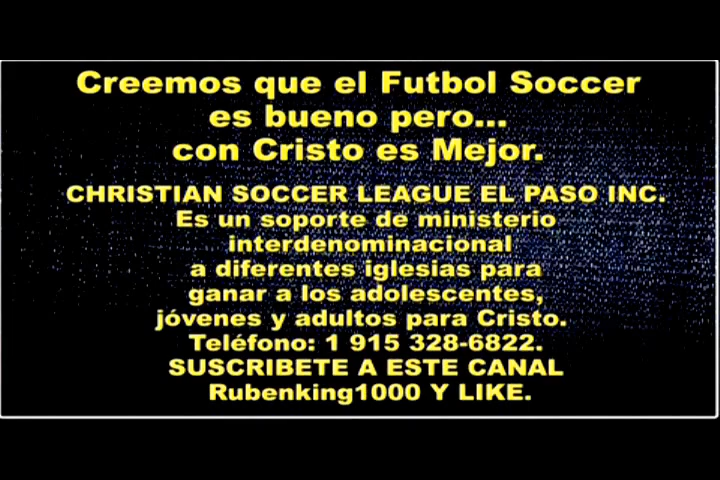 Creemos que el Futbol Soccer
es bueno pero...
con Cristo es Mejor.
CHRISTIAN SOCCER LEAGUE EL PASO INC.
Es un soporte de ministerio
interdenominacional
a diferentes iglesias para
ganar a los adolescentes,
jóvenes y adultos para Cristo.
Teléfono: 1 915 328-6822.
SUSCRIBETE A ESTE CANAL
Rubenking1000 Y LIKE.